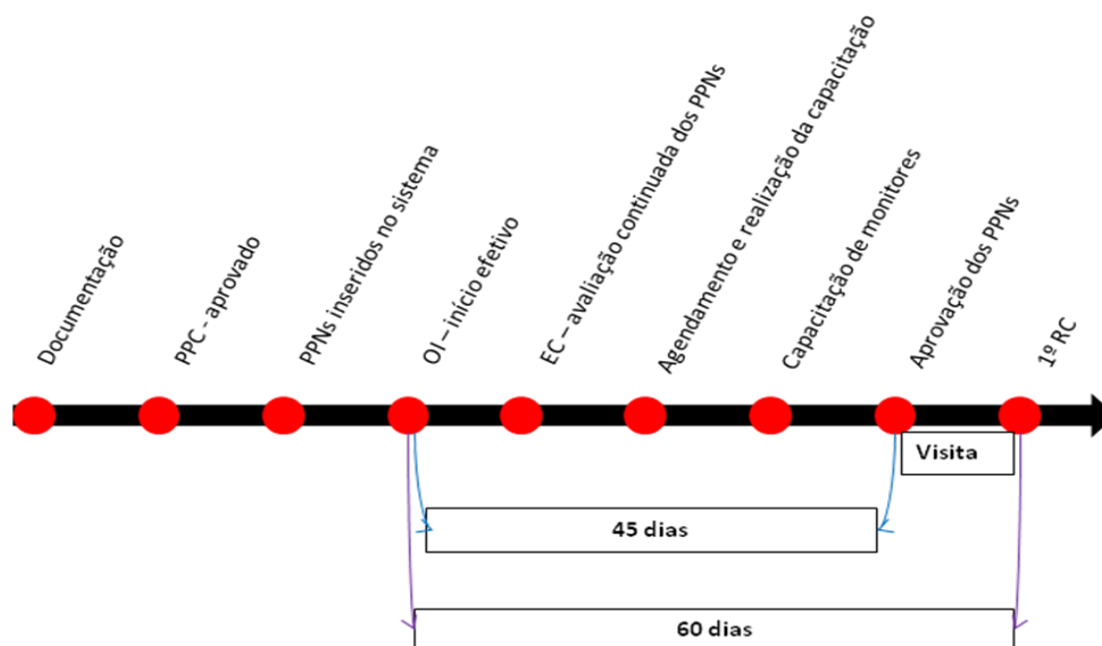 Documentação
PPC - aprovado
PPNs inseridos no sistema
OI – início efetivo
EC – avaliação continuada dos PPNs
Agendamento e realização da capacitação
Capacitação de monitores
Aprovação dos PPNs
1º RC
Visita
45 dias
60 dias